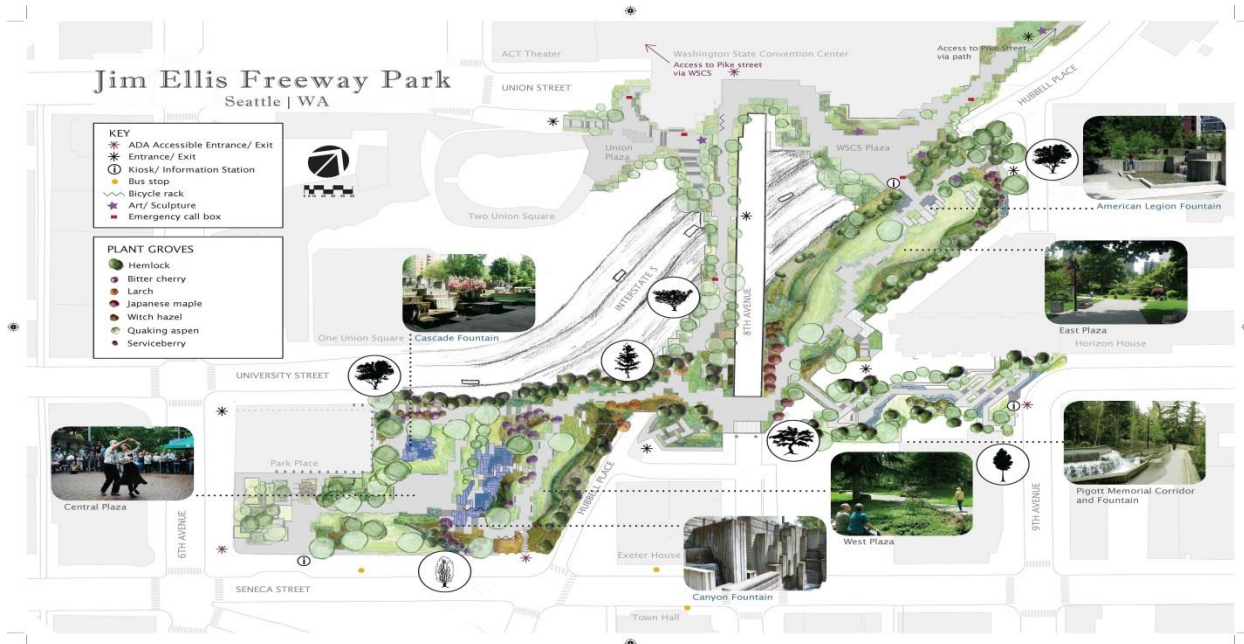 Jim Ellis Freeway Park
Seattle | WA
KEY
ADA Accessible Entrance/ Exit
Entrance/ Exit
Kiosk/ Information Station
Bus stop
Bicycle rack
Art/ Sculpture
Emergency call box
PLANT GROVES
Hemlock
Bitter cherry
Larch
Japanese maple
Witch hazel
Quaking aspen
Serviceberry
ACT Theater
Washington State Convention Center
Access to Pike street
via WSCS
Access to Pike Street
via path
UNION STREET
HUBBELL PLACE
Union
Plaza
WSCS Plaza
Two Union Square
American Legion Fountain
INTERSTATE 5
8TH AVENUE
East Plaza
One Union Square
Cascade Fountain
Horizon House
UNIVERSITY STREET
Park Place
Central Plaza
6TH AVENUE
HUBBELL PLACE
Pigott Memorial Corridor
and Fountain
West Plaza
9TH AVENUE
Exeter House
Canyon Fountain
SENECA STREET
Town Hall